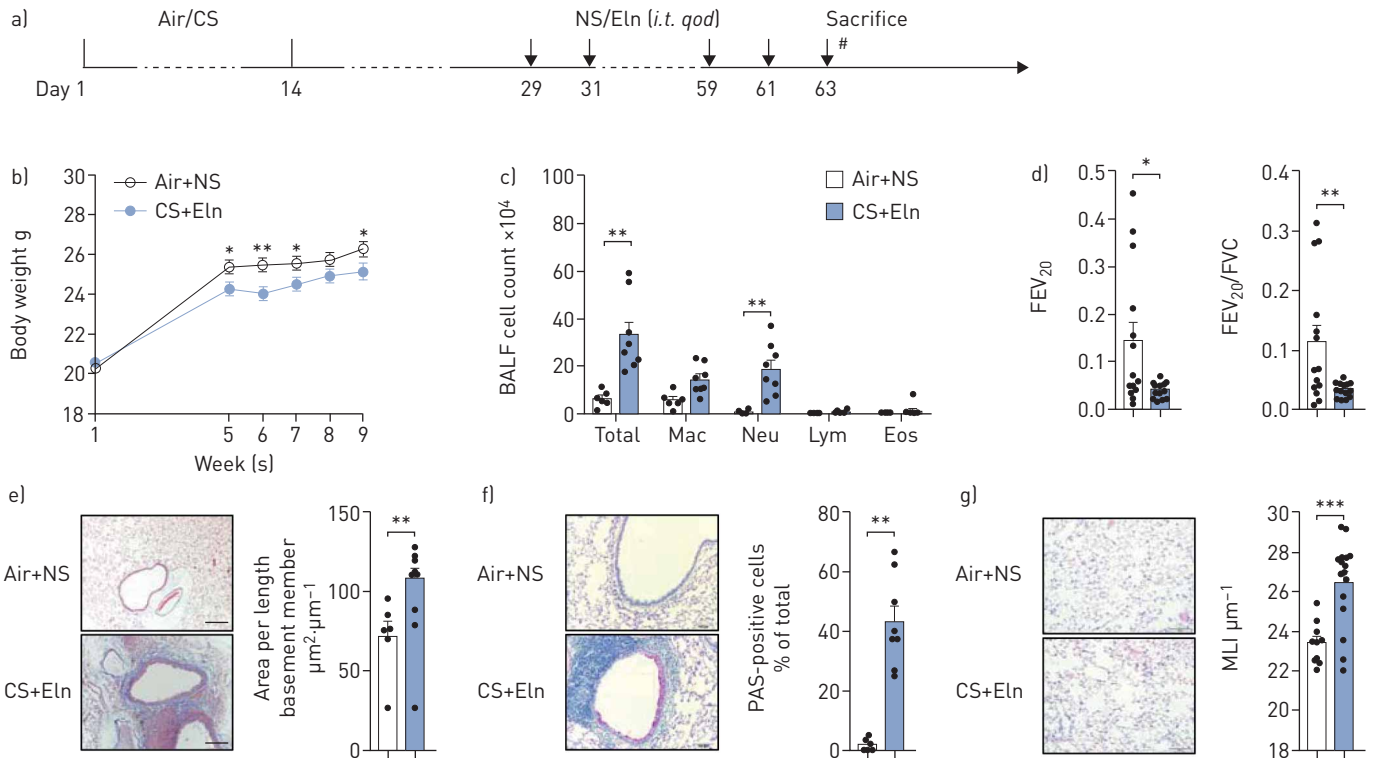 a)
Air/CS
NS/Eln (i.t. qod)
Sacrifice
#
Day 1
14
29
31
59
61
63
b)
30
28
26
24
22
20
18
Body weight g
Air+NS
CS+Eln
*
**
*
*
1
5
6
7
8
9
Week (s)
c)
100
80
60
40
20
0
BALF cell count ×10⁴
Air+NS
CS+Eln
**
**
Total
Mac
Neu
Lym
Eos
d)
0.5
0.4
0.3
0.2
0.1
0.0
FEV₂₀
*
0.4
0.3
0.2
0.1
0.0
FEV₂₀/FVC
**
e)
Air+NS
CS+Eln
Area per length
basement member
μm²·μm⁻¹
150
100
50
0
**
f)
Air+NS
CS+Eln
PAS-positive cells
% of total
80
60
40
20
0
**
g)
Air+NS
CS+Eln
MLI μm⁻¹
30
28
26
24
22
20
18
***